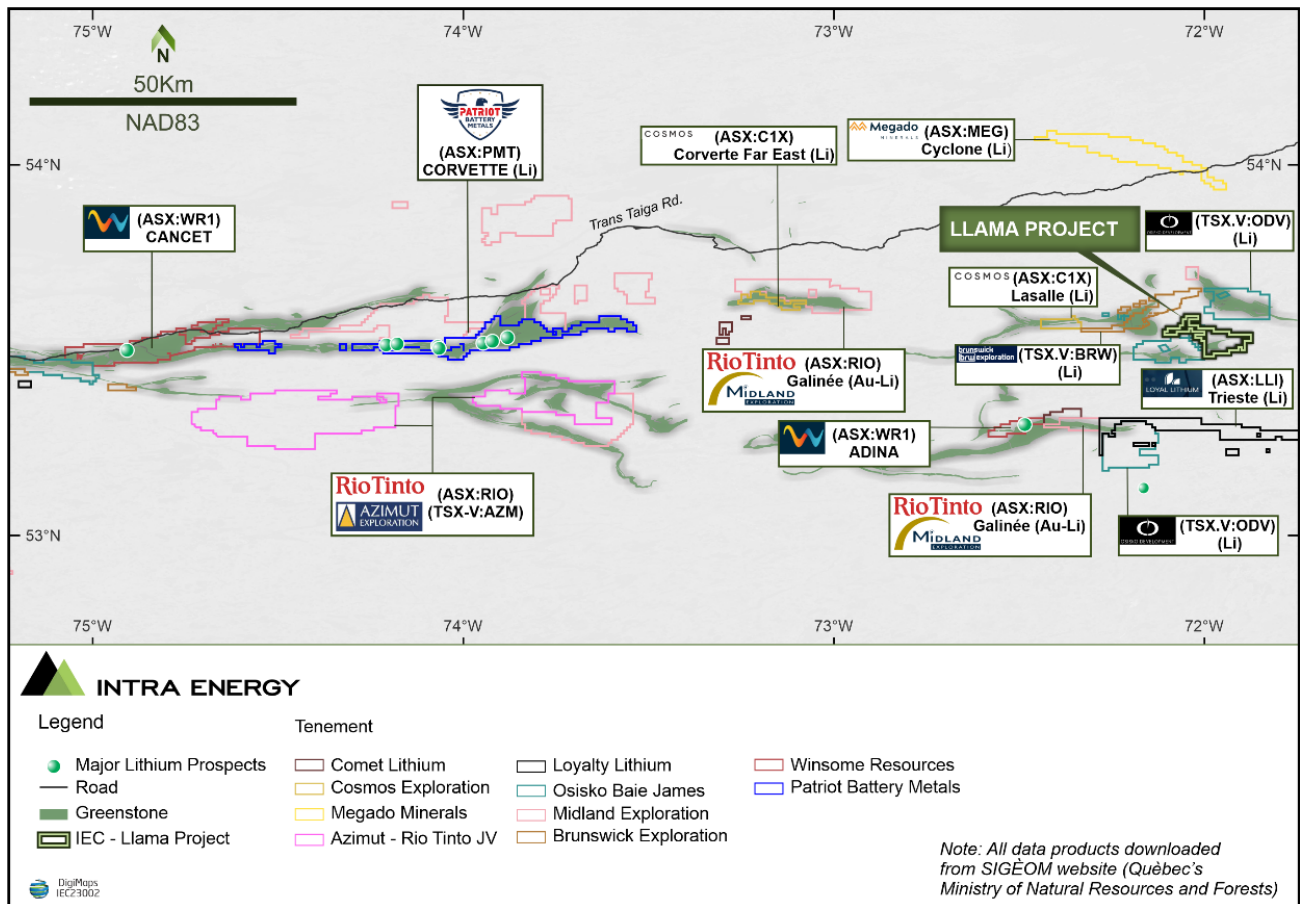 75°W
74°W
73°W
72°W
N
50Km
NAD83
54°N
54°N
PATRIOT
BATTERY
METALS
(ASX:PMT)
CORVETTE (Li)
COSMOS
(ASX:C1X)
Corverte Far East (Li)
Megado
MINERALS
(ASX:MEG)
Cyclone (Li)
(ASX:WR1)
CANCET
Trans Taiga Rd.
LLAMA PROJECT
OSISKO DEVELOPMENT
(TSX.V:ODV)
(Li)
COSMOS
(ASX:C1X)
Lasalle (Li)
RioTinto
MIDLAND
EXPLORATION
(ASX:RIO)
Galinée (Au-Li)
brunswick
brw exploration
(TSX.V:BRW)
(Li)
LOYAL LITHIUM
(ASX:LLI)
Trieste (Li)
(ASX:WR1)
ADINA
RioTinto
AZIMUT
EXPLORATION
(ASX:RIO)
(TSX-V:AZM)
RioTinto
MIDLAND
EXPLORATION
(ASX:RIO)
Galinée (Au-Li)
OSISKO DEVELOPMENT
(TSX.V:ODV)
(Li)
53°N
53°N
75°W
74°W
73°W
72°W
INTRA ENERGY
Legend
Major Lithium Prospects
Road
Greenstone
IEC - Llama Project
Tenement
Comet Lithium
Cosmos Exploration
Megado Minerals
Azimut - Rio Tinto JV
Loyalty Lithium
Osisko Baie James
Midland Exploration
Brunswick Exploration
Winsome Resources
Patriot Battery Metals
Note: All data products downloaded
from SIGÈOM website (Quèbec's
Ministry of Natural Resources and Forests)
DigiMaps
IEC23002